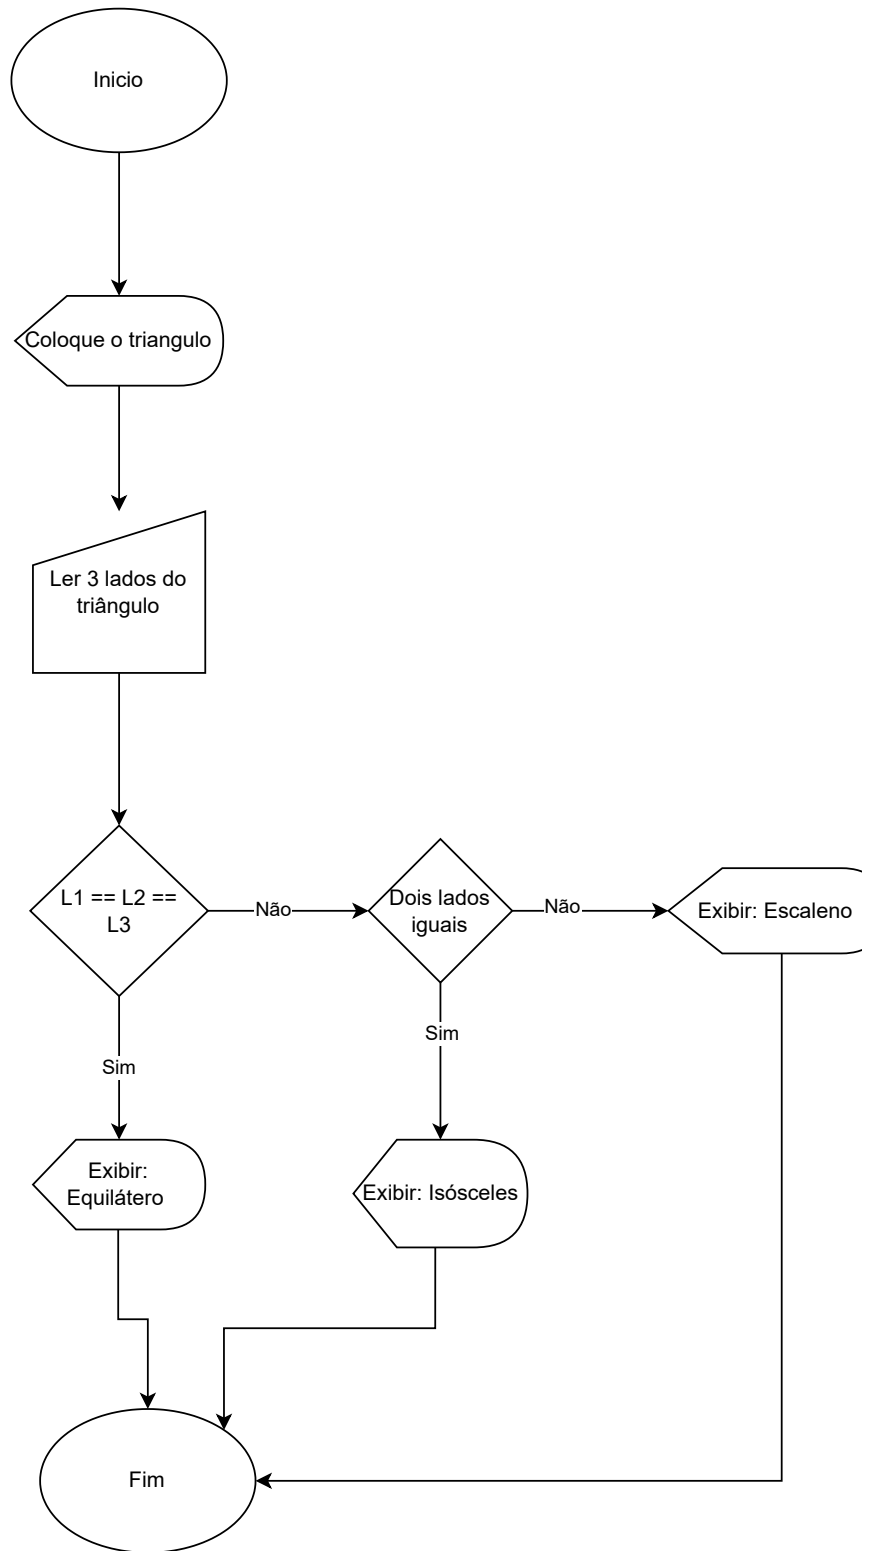 Inicio
Coloque o triangulo
Ler 3 lados do
triângulo
L1 == L2 ==
L3
Não
Dois lados
iguais
Não
Exibir: Escaleno
Sim
Sim
Exibir:
Equilátero
Exibir: Isósceles
Fim